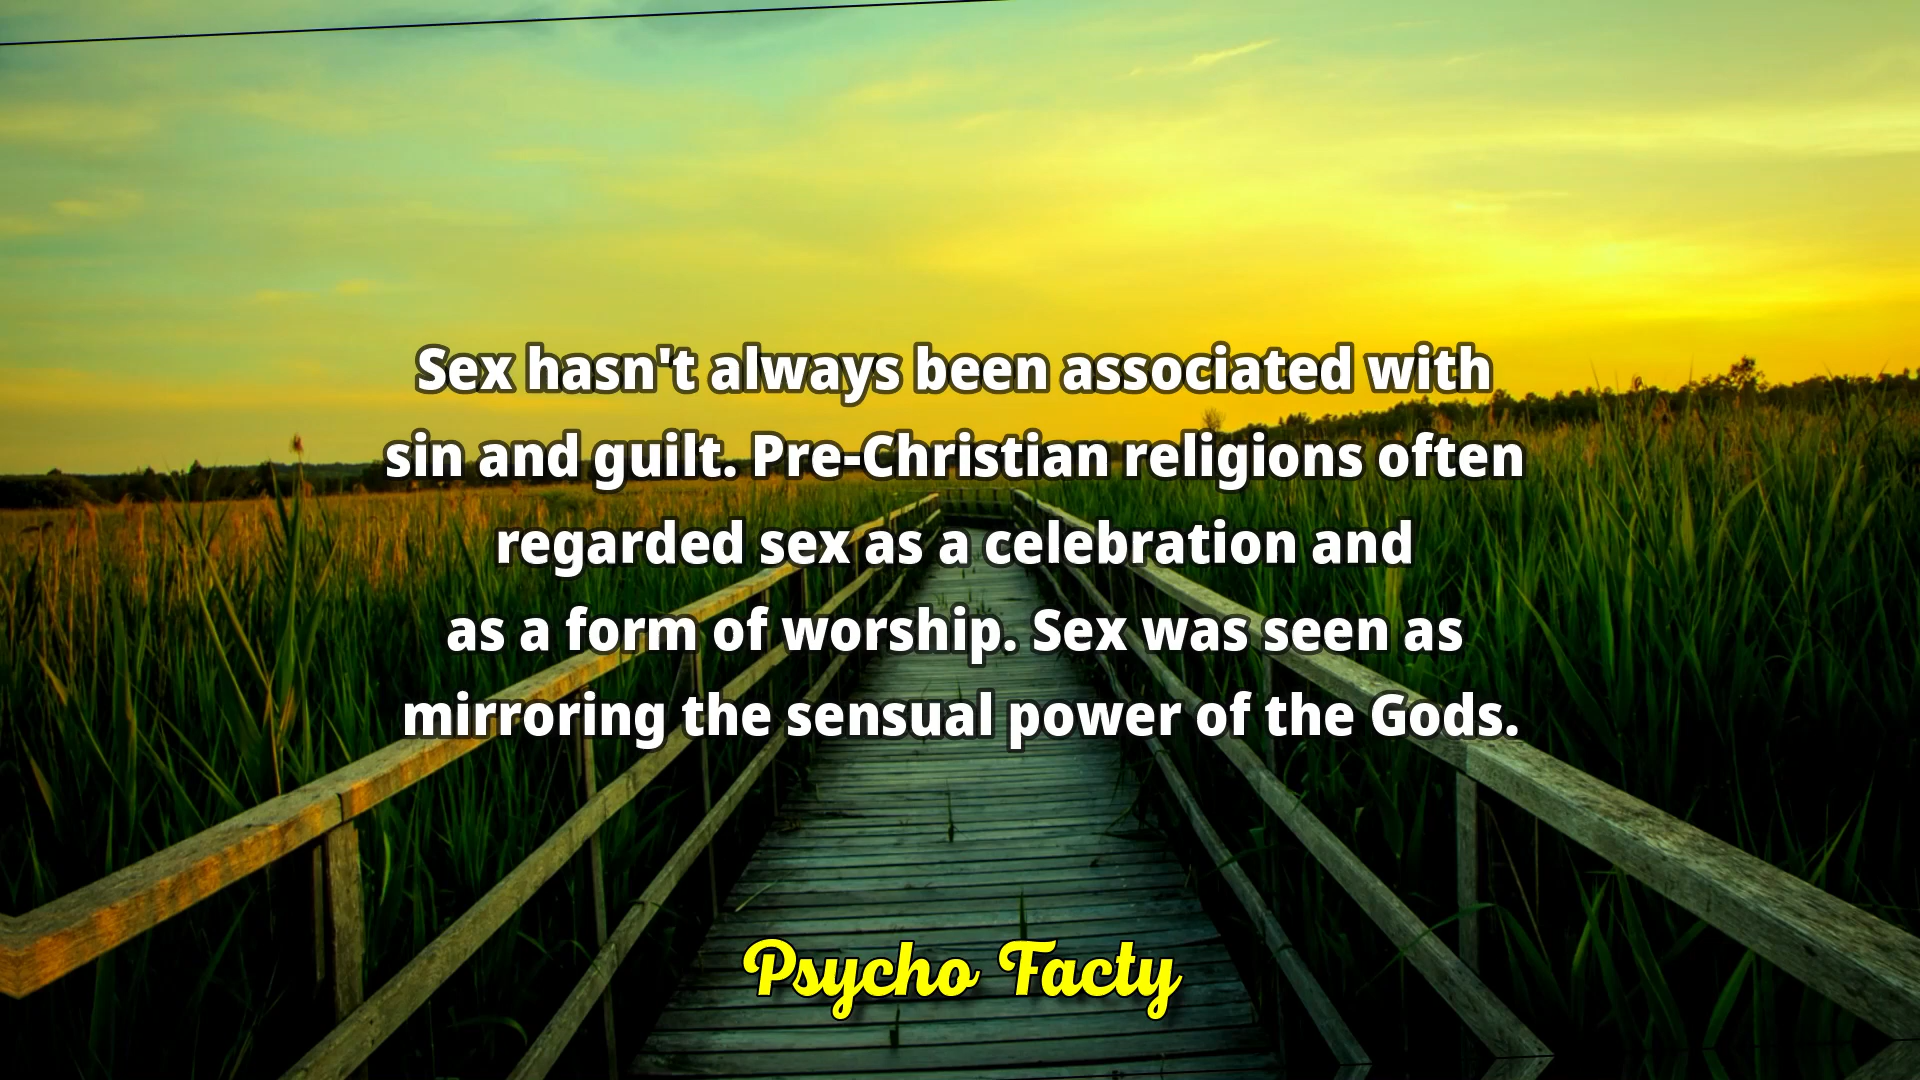 Sex hasn't always been associated with
sin and guilt. Pre-Christian religions often
regarded sex as a celebration and
as a form of worship. Sex was seen as
mirroring the sensual power of the Gods.
Psycho Facty